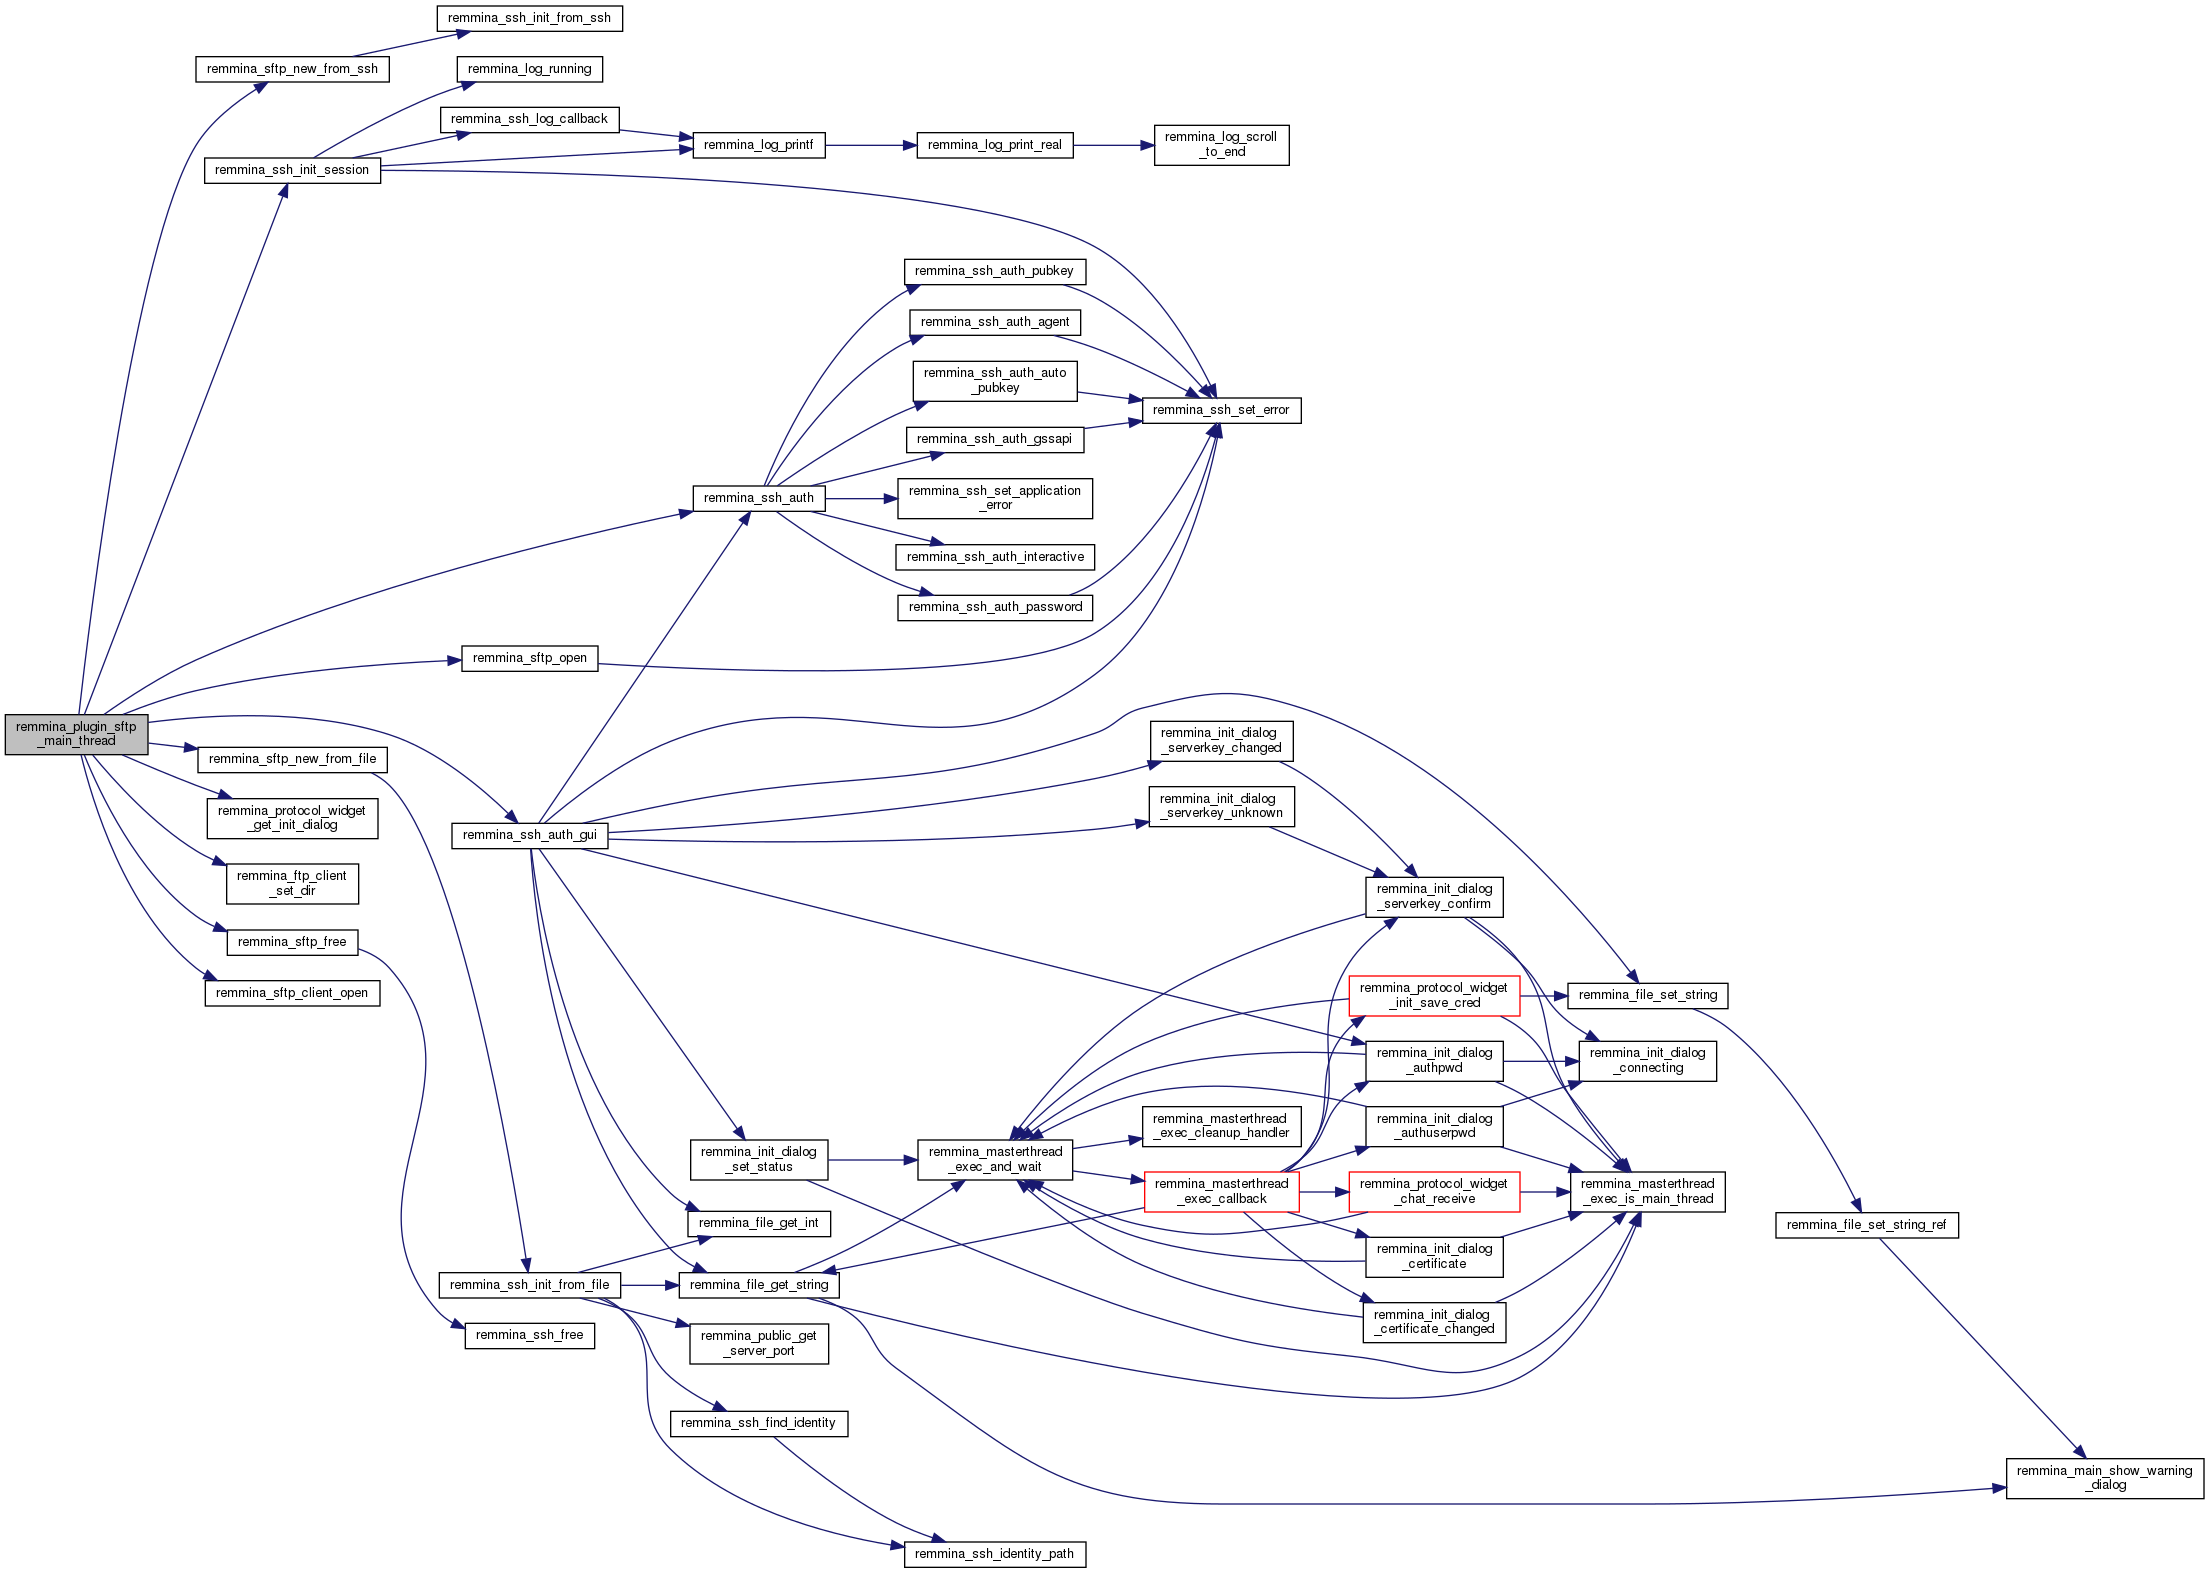 remmina_ssh_init_from_ssh
remmina_sftp_new_from_ssh
remmina_log_running
remmina_ssh_log_callback
remmina_ssh_init_session
remmina_log_printf
remmina_log_print_real
remmina_log_scroll
_to_end
remmina_ssh_auth_pubkey
remmina_ssh_auth_agent
remmina_ssh_auth_auto
_pubkey
remmina_ssh_set_error
remmina_ssh_auth_gssapi
remmina_ssh_auth
remmina_ssh_set_application
_error
remmina_ssh_auth_interactive
remmina_ssh_auth_password
remmina_sftp_open
remmina_plugin_sftp
_main_thread
remmina_sftp_new_from_file
remmina_protocol_widget
_get_init_dialog
remmina_ssh_auth_gui
remmina_ftp_client
_set_dir
remmina_sftp_free
remmina_sftp_client_open
remmina_init_dialog
_serverkey_changed
remmina_init_dialog
_serverkey_unknown
remmina_init_dialog
_serverkey_confirm
remmina_protocol_widget
_init_save_cred
remmina_file_set_string
remmina_init_dialog
_authpwd
remmina_init_dialog
_connecting
remmina_init_dialog
_set_status
remmina_masterthread
_exec_and_wait
remmina_masterthread
_exec_cleanup_handler
remmina_init_dialog
_authuserpwd
remmina_masterthread
_exec_callback
remmina_protocol_widget
_chat_receive
remmina_masterthread
_exec_is_main_thread
remmina_file_get_int
remmina_file_set_string_ref
remmina_init_dialog
_certificate
remmina_ssh_init_from_file
remmina_file_get_string
remmina_init_dialog
_certificate_changed
remmina_ssh_free
remmina_public_get
_server_port
remmina_ssh_find_identity
remmina_main_show_warning
_dialog
remmina_ssh_identity_path